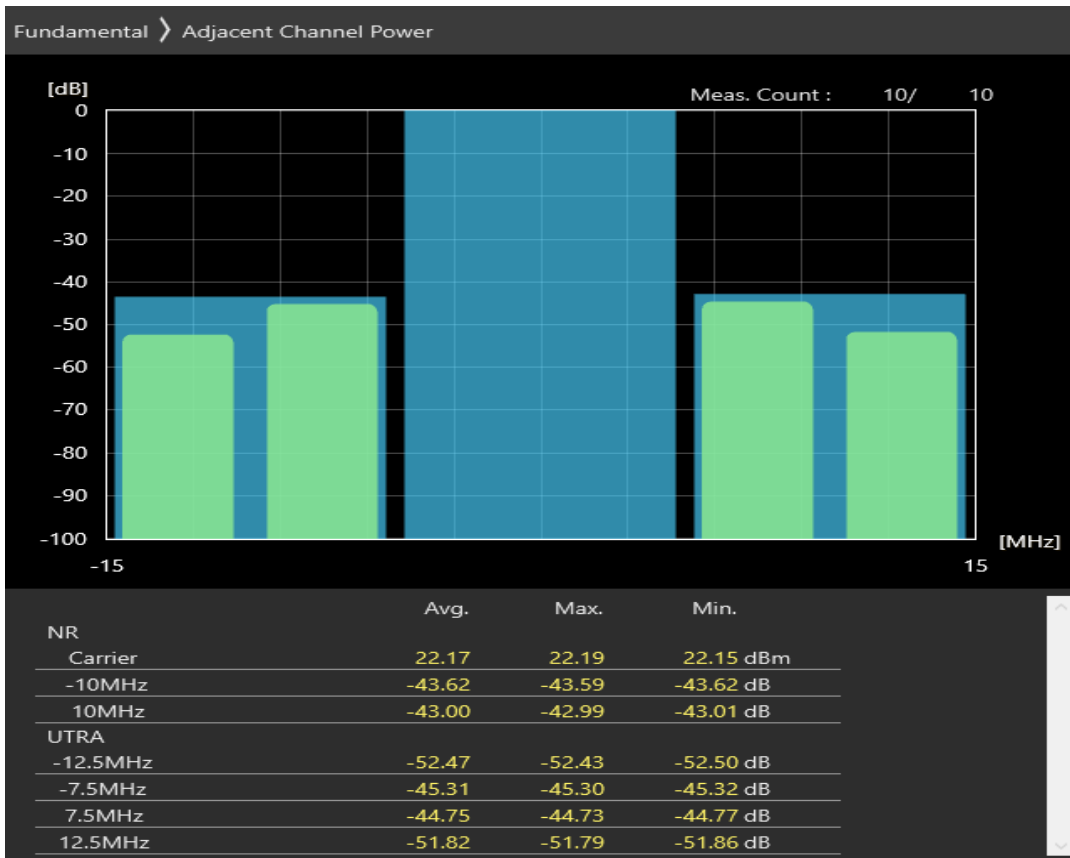 Fundamental 〉 Adjacent Channel Power
[dB]
Meas. Count : 10/ 10
0
-10
-20
-30
-40
-50
-60
-70
-80
-90
-100
[MHz]
-15 15
Avg. Max. Min.
NR
Carrier 22.17 22.19 22.15 dBm
-10MHz -43.62 -43.59 -43.62 dB
10MHz -43.00 -42.99 -43.01 dB
UTRA
-12.5MHz -52.47 -52.43 -52.50 dB
-7.5MHz -45.31 -45.30 -45.32 dB
7.5MHz -44.75 -44.73 -44.77 dB
12.5MHz -51.82 -51.79 -51.86 dB